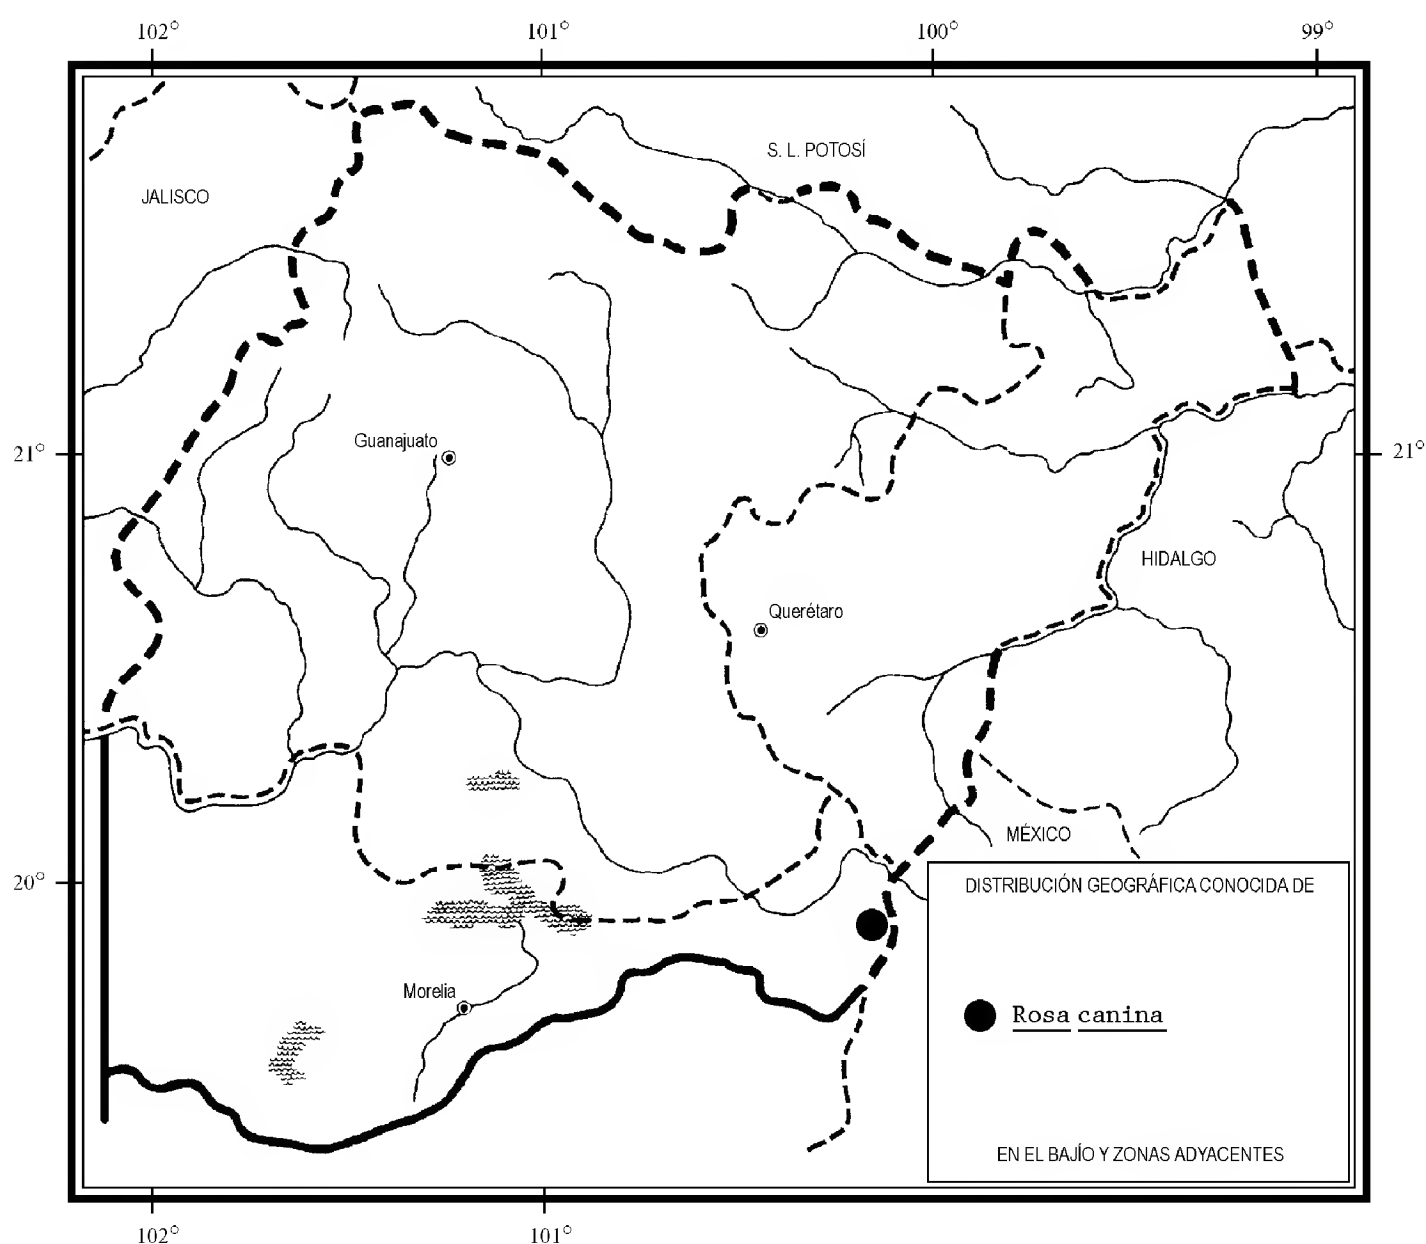 102° 101° 100° 99°
S. L. POTOSÍ
JALISCO
Guanajuato
21° 21°
HIDALGO
Querétaro
MÉXICO
20°
DISTRIBUCIÓN GEOGRÁFICA CONOCIDA DE
Morelia
Rosa canina
EN EL BAJÍO Y ZONAS ADYACENTES
102° 101°